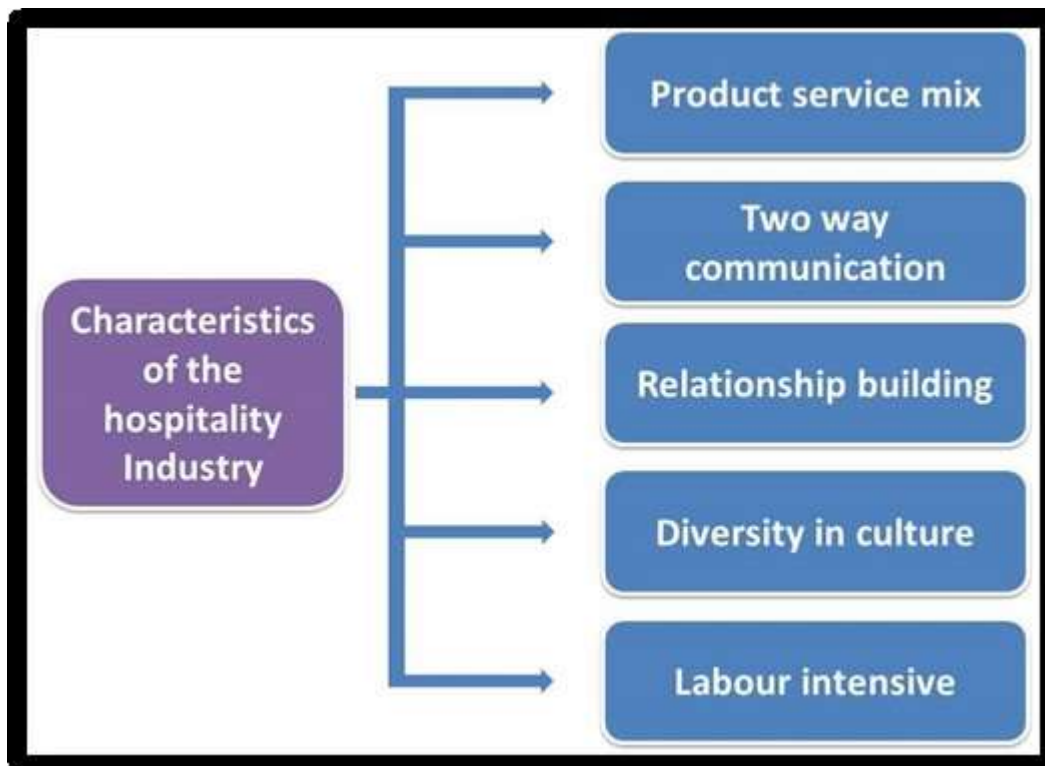 Characteristics
of the
hospitality
Industry
Product service mix
Two way
communication
Relationship building
Diversity in culture
Labour intensive